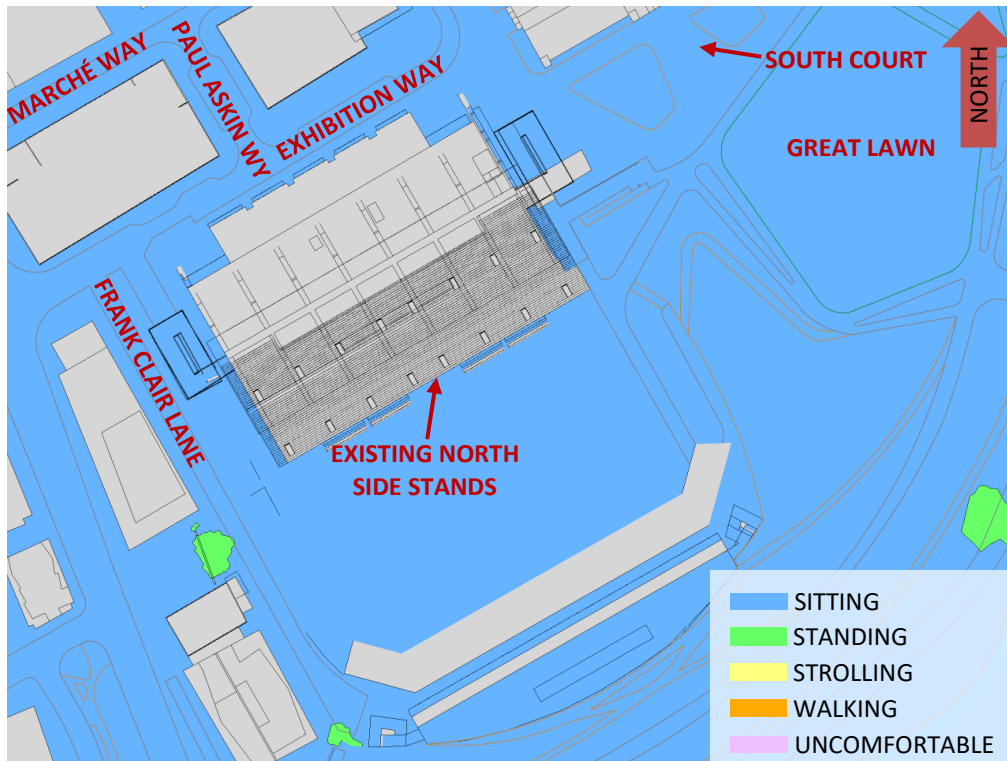 MARCHÉ WAY
PAUL ASKIN WY
EXHIBITION WAY
SOUTH COURT
NORTH
GREAT LAWN
FRANK CLAIR LANE
EXISTING NORTH
SIDE STANDS
SITTING
STANDING
STROLLING
WALKING
UNCOMFORTABLE